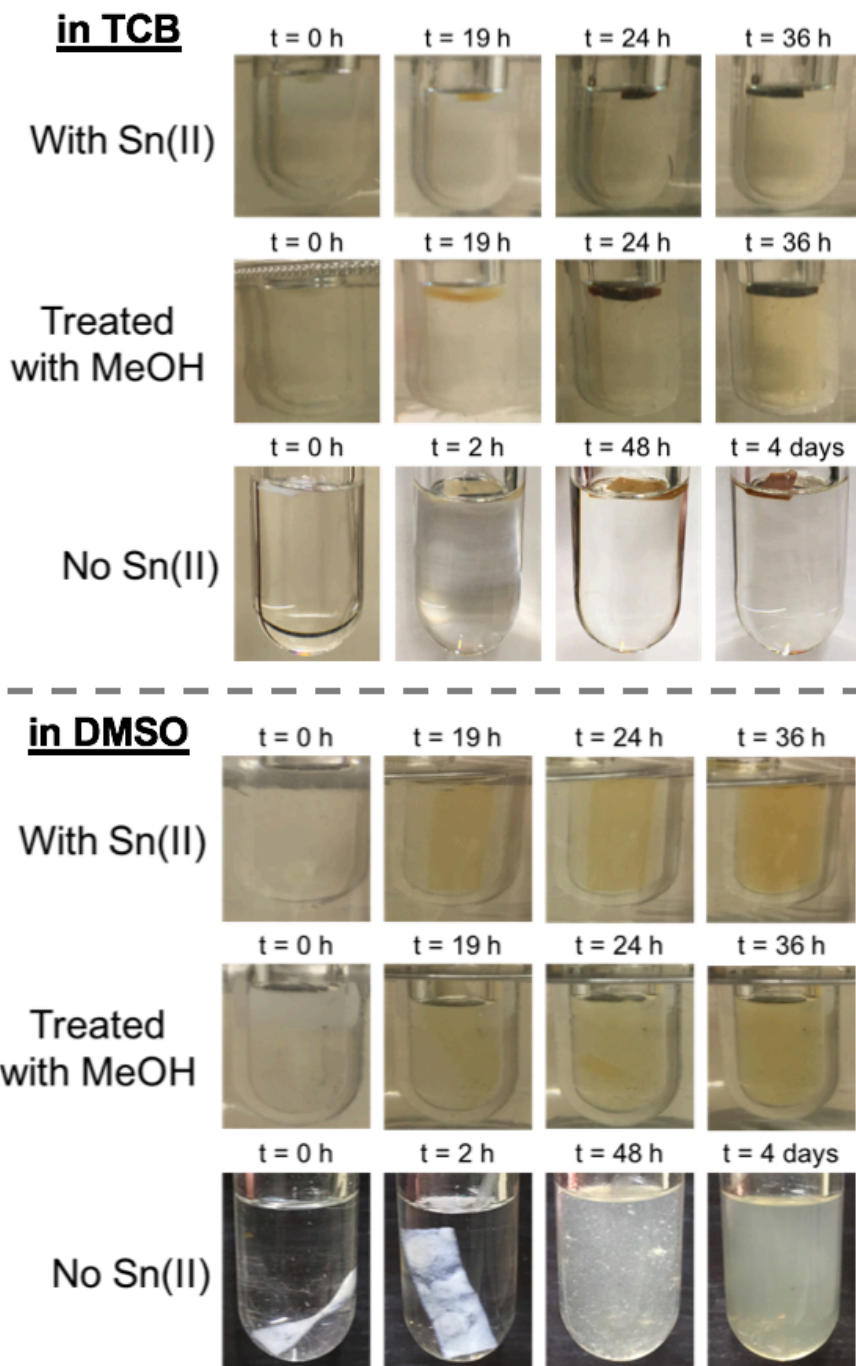 in TCB
t = 0 h t = 19 h t = 24 h t = 36 h
With Sn(II)
t = 0 h t = 19 h t = 24 h t = 36 h
Treated
with MeOH
t = 0 h t = 2 h t = 48 h t = 4 days
No Sn(II)
in DMSO
t = 0 h t = 19 h t = 24 h t = 36 h
With Sn(II)
t = 0 h t = 19 h t = 24 h t = 36 h
Treated
with MeOH
t = 0 h t = 2 h t = 48 h t = 4 days
No Sn(II)